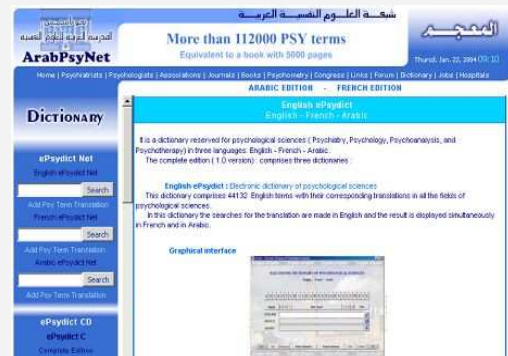 شبكة العلوم النفسية العربية
المعجم
ArabPsyNet
More than 112000 PSY terms
Equivalent to a book with 5000 pages
Thursd, Jan. 22, 2004 09:10
Home | Psychiatrists | Psychologists | Associations | Journals | Books | Psychometry | Congress | Links | Forum | Dictionary | Jobs | Hospitals
ARABIC EDITION - FRENCH EDITION
DICTIONARY
English ePsydict
English - French - Arabic
It is a dictionary reserved for psychological sciences ( Psychiatry, Psychology, Psychoanalysis, and
Psychotherapy) in three languages: English - French - Arabic.
The complete edition ( 1.0 version) : comprises three dictionaries :
English ePsydict : Electronic dictionary of psychological sciences
This dictionary comprises 44132 English terms with their corresponding translations in all the fields of
psychological sciences.
In this dictionary the searches for the translation are made in English and the result is displayed simultaneously
in French and in Arabic.
Graphical interface
ePsydict Net
English ePsydict Net
Search
Add Psy Term Translation
French ePsydict Net
Search
Add Psy Term Translation
Arabic ePsydict Net
Search
Add Psy Term Translation
ePsydict CD
ePsydict C
Complete Edition